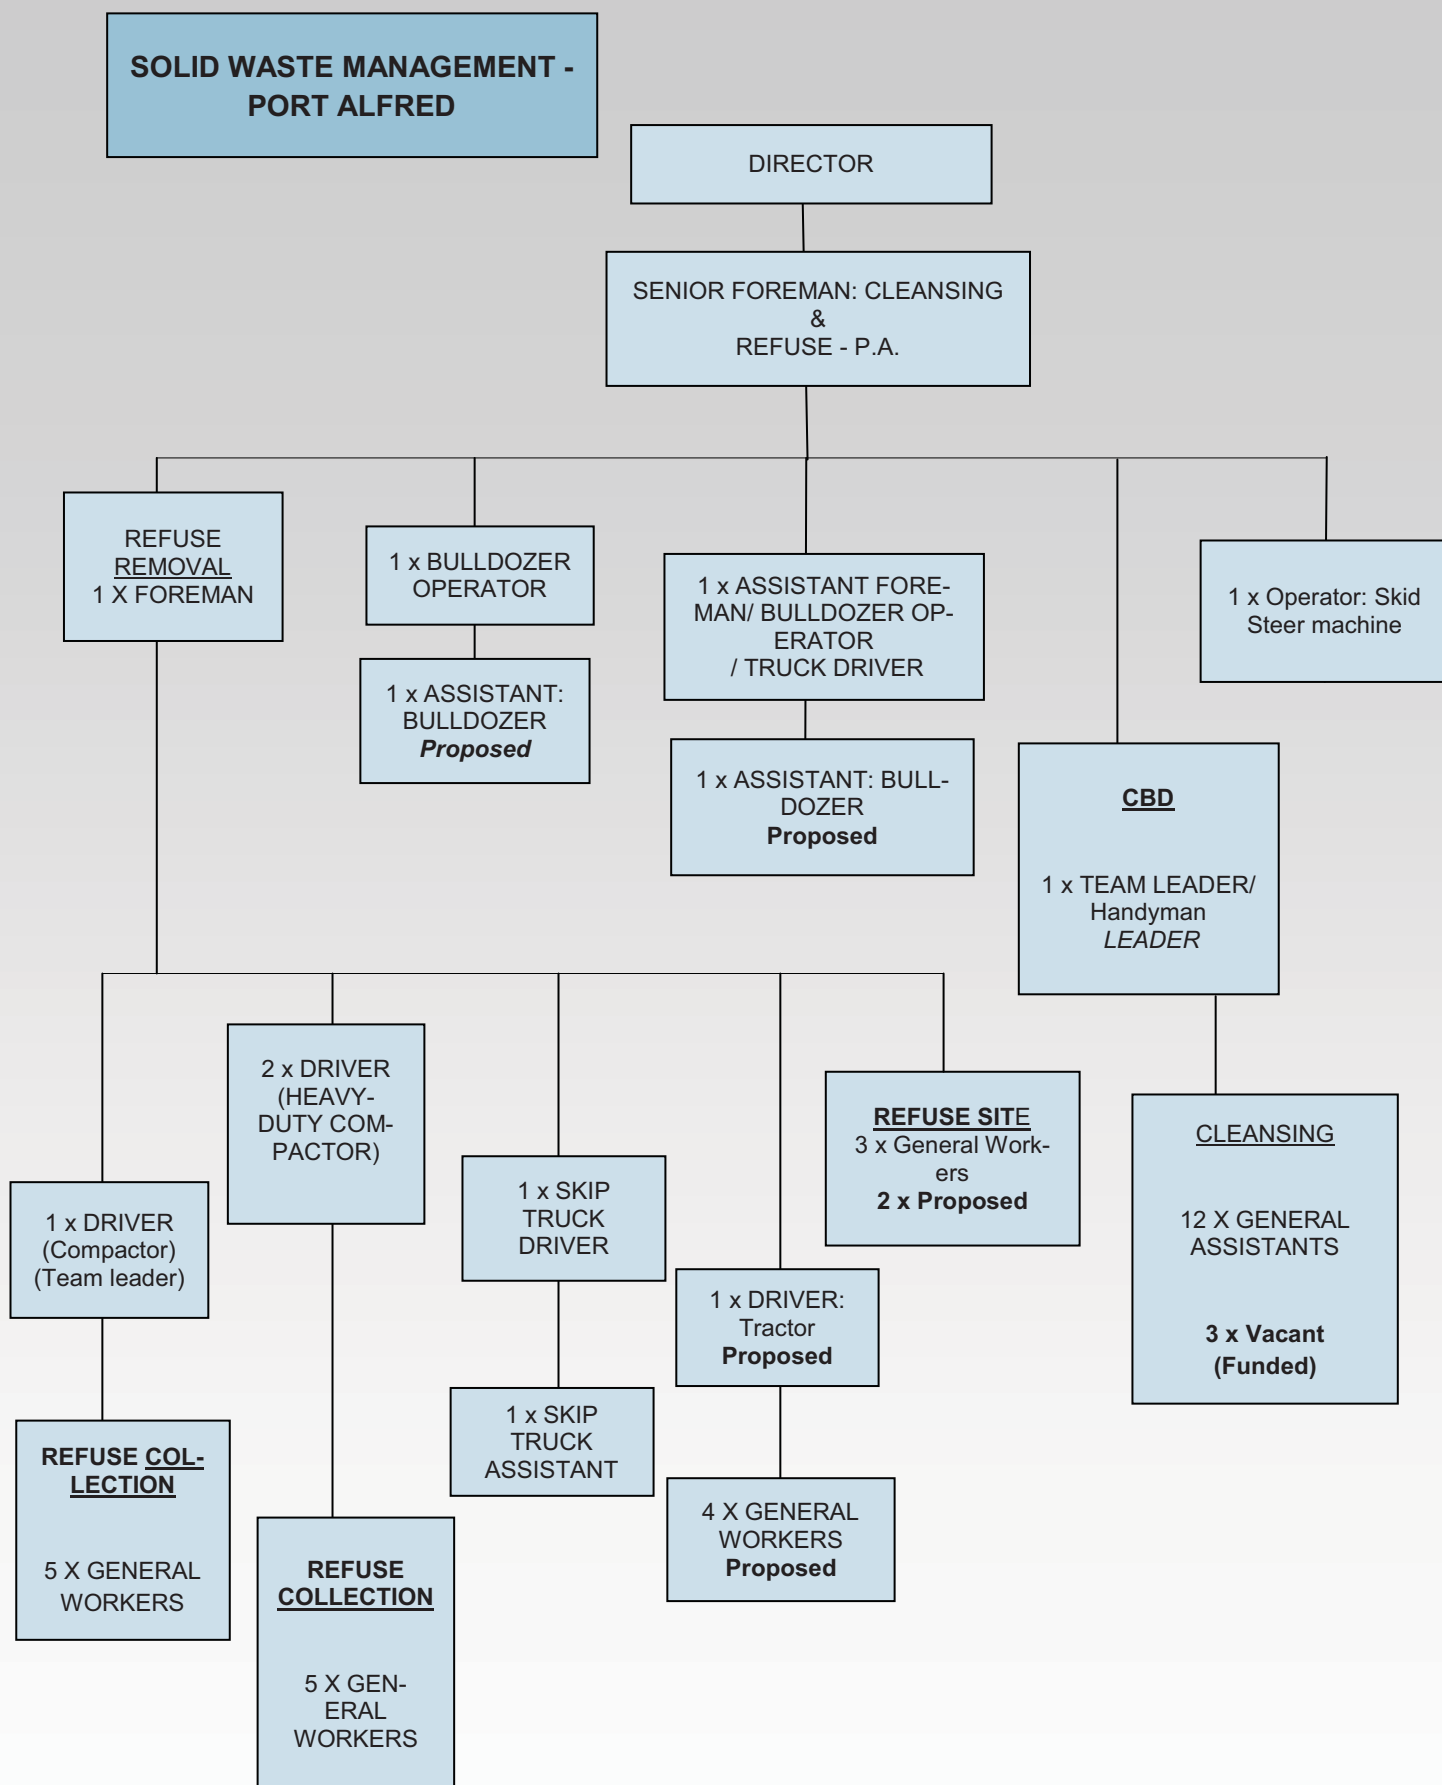 SOLID WASTE MANAGEMENT -
PORT ALFRED
DIRECTOR
SENIOR FOREMAN: CLEANSING
&
REFUSE - P.A.
REFUSE
REMOVAL
1 X FOREMAN
1 x BULLDOZER
OPERATOR
1 x ASSISTANT:
BULLDOZER
Proposed
1 x ASSISTANT FORE-
MAN/ BULLDOZER OP-
ERATOR
/ TRUCK DRIVER
1 x ASSISTANT: BULL-
DOZER
Proposed
CBD
1 x TEAM LEADER/
Handyman
LEADER
1 x Operator: Skid
Steer machine
1 x DRIVER
(Compactor)
(Team leader)
REFUSE COL-
LECTION
5 X GENERAL
WORKERS
2 x DRIVER
(HEAVY-
DUTY COM-
PACTOR)
REFUSE
COLLECTION
5 X GEN-
ERAL
WORKERS
1 x SKIP
TRUCK
DRIVER
1 x SKIP
TRUCK
ASSISTANT
1 x DRIVER:
Tractor
Proposed
4 X GENERAL
WORKERS
Proposed
REFUSE SITE
3 x General Work-
ers
2 x Proposed
CLEANSING
12 X GENERAL
ASSISTANTS
3 x Vacant
(Funded)